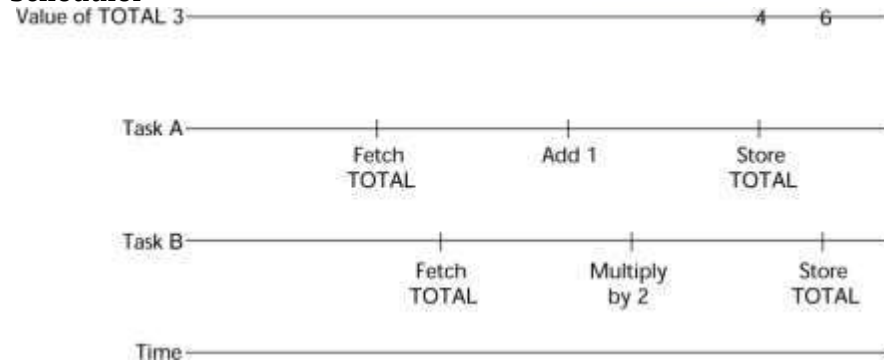 Value of TOTAL 3 4 6
Task A
Fetch Add 1 Store
TOTAL TOTAL
Task B
Fetch Multiply Store
TOTAL by 2 TOTAL
Time